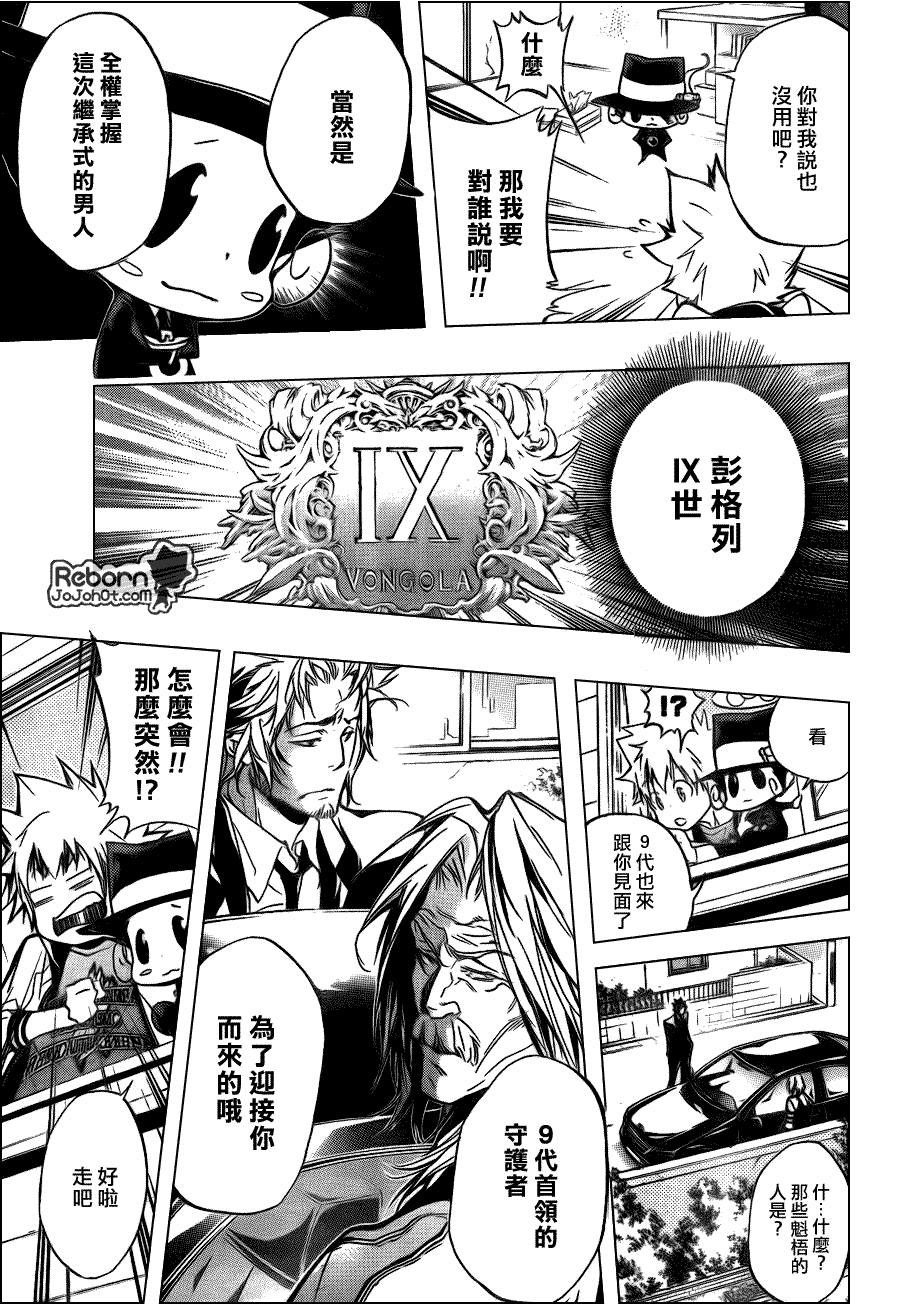 你對我説也
沒用吧？
什麼
那我要
對誰説啊!!
當然是
全權掌握
這次繼承式的男人
彭格列
IX世
IX
VONGOLA
Reborn
JoJohOt.com
看
!?
9代也來
跟你見面了
什…什麼？
那些魁梧的
人是？
9代首領的
守護者
為了迎接你
而來的哦
怎麼會!!
那麼突然!?
好啦
走吧